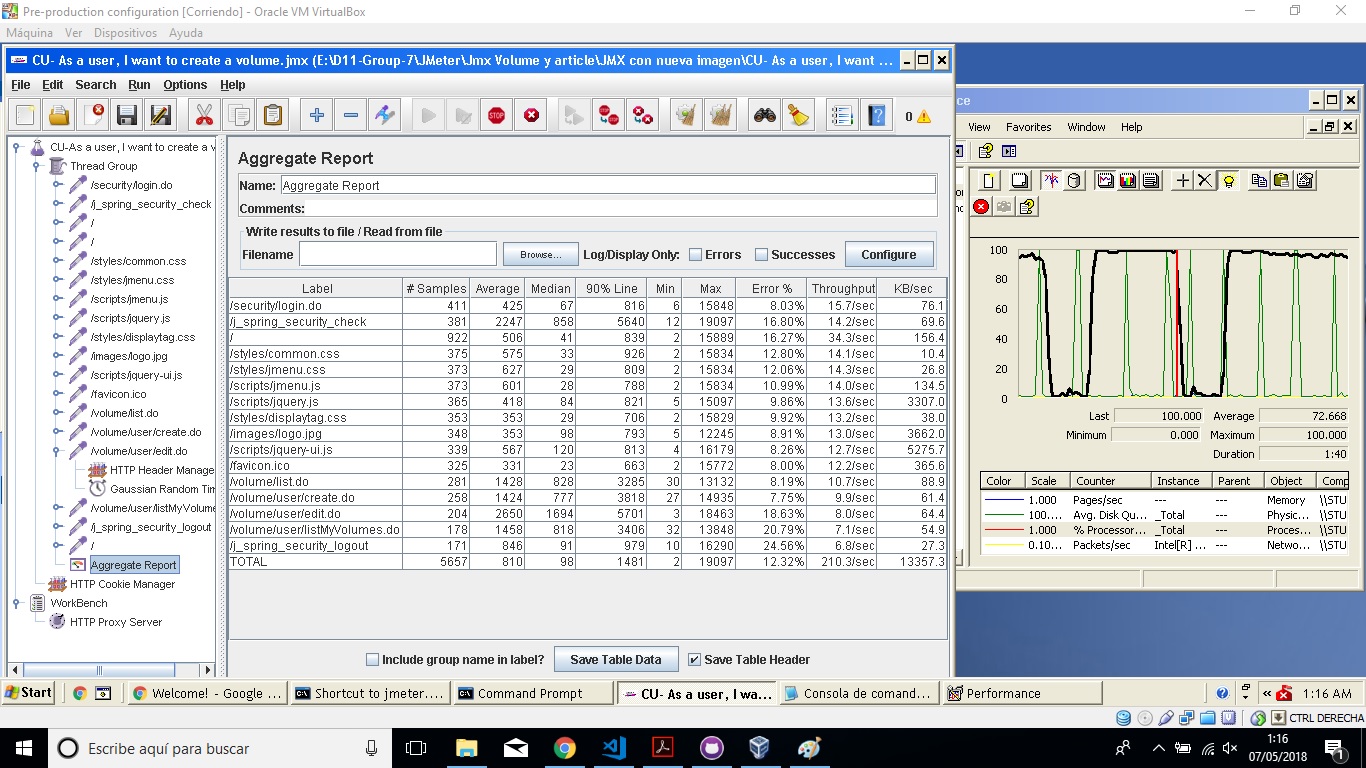 Pre-production configuration [Corriendo] - Oracle VM VirtualBox
Máquina Ver Dispositivos Ayuda
CU- As a user, I want to create a volume.jmx (E:\D11-Group-7\JMeter\Jmx Volume y article\JMX con nueva imagen\CU- As a user, I want ...
File Edit Search Run Options Help
0
CU-As a user, I want to create a v
Thread Group
/security/login.do
/j_spring_security_check
/
/
/styles/common.css
/styles/jmenu.css
/scripts/jmenu.js
/scripts/jquery.js
/styles/displaytag.css
/images/logo.jpg
/scripts/jquery-ui.js
/favicon.ico
/volume/list.do
/volume/user/create.do
/volume/user/edit.do
HTTP Header Manage
Gaussian Random Tim
/volume/user/listMyVolume
/j_spring_security_logout
/
Aggregate Report
HTTP Cookie Manager
WorkBench
HTTP Proxy Server
Aggregate Report
Name: Aggregate Report
Comments:
Write results to file / Read from file
Filename Browse... Log/Display Only: Errors Successes Configure
Label # Samples Average Median 90% Line Min Max Error % Throughput KB/sec
/security/login.do 411 425 67 816 6 15848 8.03% 15.7/sec 76.1
/j_spring_security_check 381 2247 858 5640 12 19097 16.80% 14.2/sec 69.6
/ 922 506 41 839 2 15889 16.27% 34.3/sec 156.4
/styles/common.css 375 575 33 926 2 15834 12.80% 14.1/sec 10.4
/styles/jmenu.css 373 627 29 809 2 15834 12.06% 14.3/sec 26.8
/scripts/jmenu.js 373 601 28 788 2 15834 10.99% 14.0/sec 134.5
/scripts/jquery.js 365 418 84 821 5 15097 9.86% 13.6/sec 3307.0
/styles/displaytag.css 353 353 29 706 2 15829 9.92% 13.2/sec 38.0
/images/logo.jpg 348 353 98 793 5 12245 8.91% 13.0/sec 3662.0
/scripts/jquery-ui.js 339 567 120 813 4 16179 8.26% 12.7/sec 5275.7
/favicon.ico 325 331 23 663 2 15772 8.00% 12.2/sec 365.6
/volume/list.do 281 1428 828 3285 30 13132 8.19% 10.7/sec 88.9
/volume/user/create.do 258 1424 777 3818 27 14935 7.75% 9.9/sec 61.4
/volume/user/edit.do 204 2650 1694 5701 3 18463 18.63% 8.0/sec 64.4
/volume/user/listMyVolumes.do 178 1458 818 3406 32 13848 20.79% 7.1/sec 54.9
/j_spring_security_logout 171 846 91 979 10 16290 24.56% 6.8/sec 27.3
TOTAL 5657 810 98 1481 2 19097 12.32% 210.3/sec 13357.3
Include group name in label? Save Table Data Save Table Header
ce
View Favorites Window Help
100
80
60
40
20
0
Last 100.000 Average 72.668
Minimum 0.000 Maximum 100.000
Duration 1:40
Color Scale Counter Instance Parent Object Comp
1.000 Pages/sec --- --- Memory \\STU
100.... Avg. Disk Qu... _Total --- Physic... \\STU
1.000 % Processor... _Total --- Proces... \\STU
0.10... Packets/sec Intel[R] ... --- Netwo... \\STU
Start Welcome! - Google ... Shortcut to jmeter.... Command Prompt CU- As a user, I wa... Consola de comand... Performance « 1:16 AM
CTRL DERECHA
Escribe aquí para buscar
1:16
07/05/2018
1